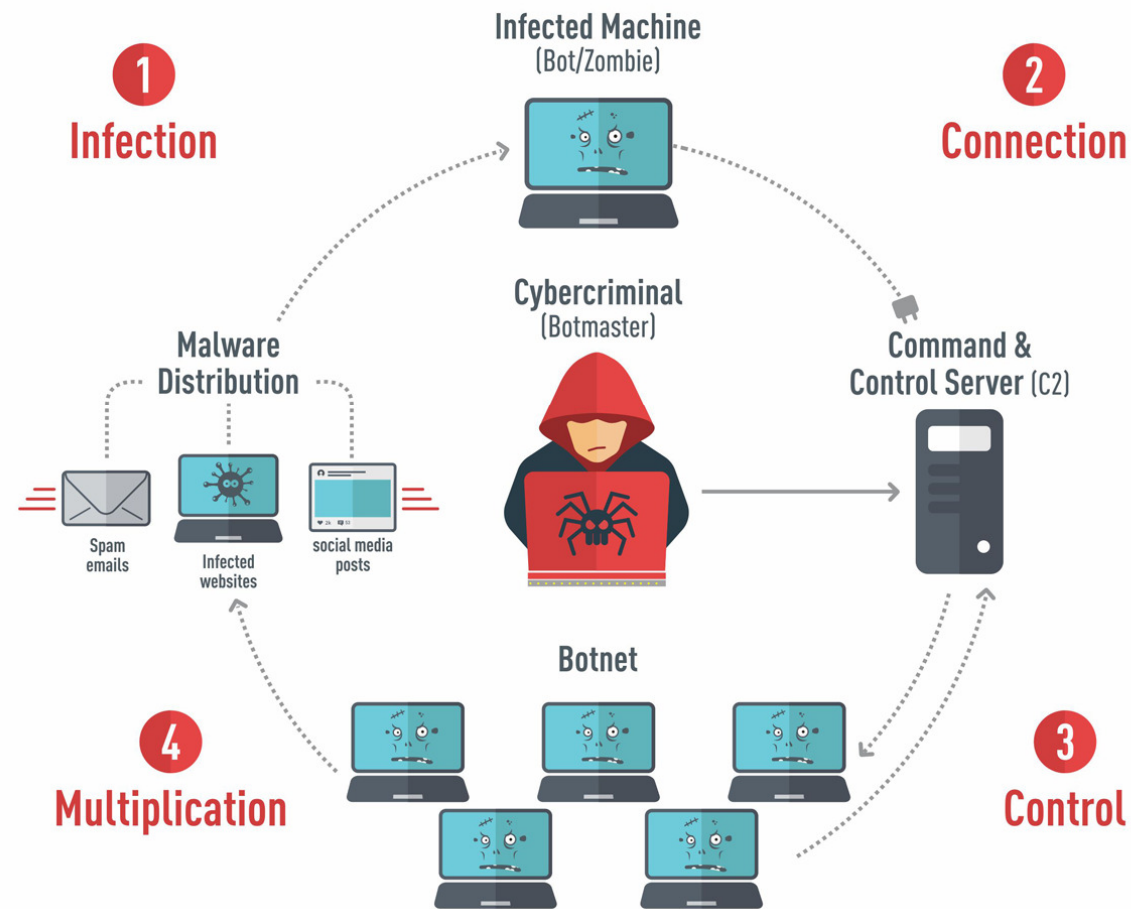 Infected Machine
(Bot/Zombie)
1
Infection
2
Connection
Cybercriminal
(Botmaster)
Malware
Distribution
Command &
Control Server (C2)
Spam
emails
Infected
websites
social media
posts
Botnet
4
Multiplication
3
Control